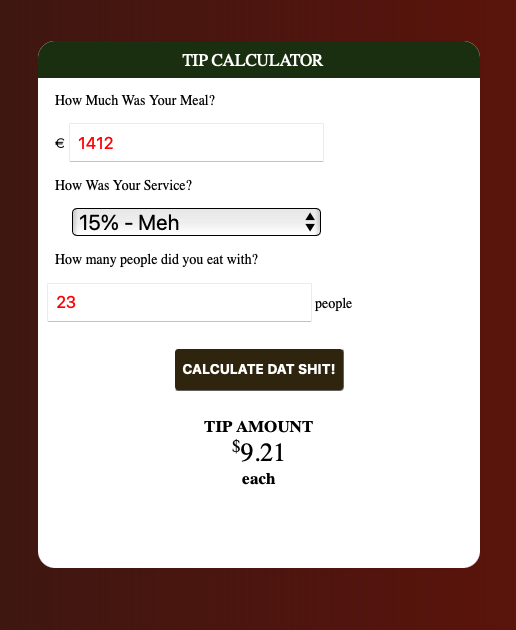 TIP CALCULATOR
How Much Was Your Meal?
€ 1412
How Was Your Service?
15% - Meh
How many people did you eat with?
23 people
CALCULATE DAT SHIT!
TIP AMOUNT
$9.21
each